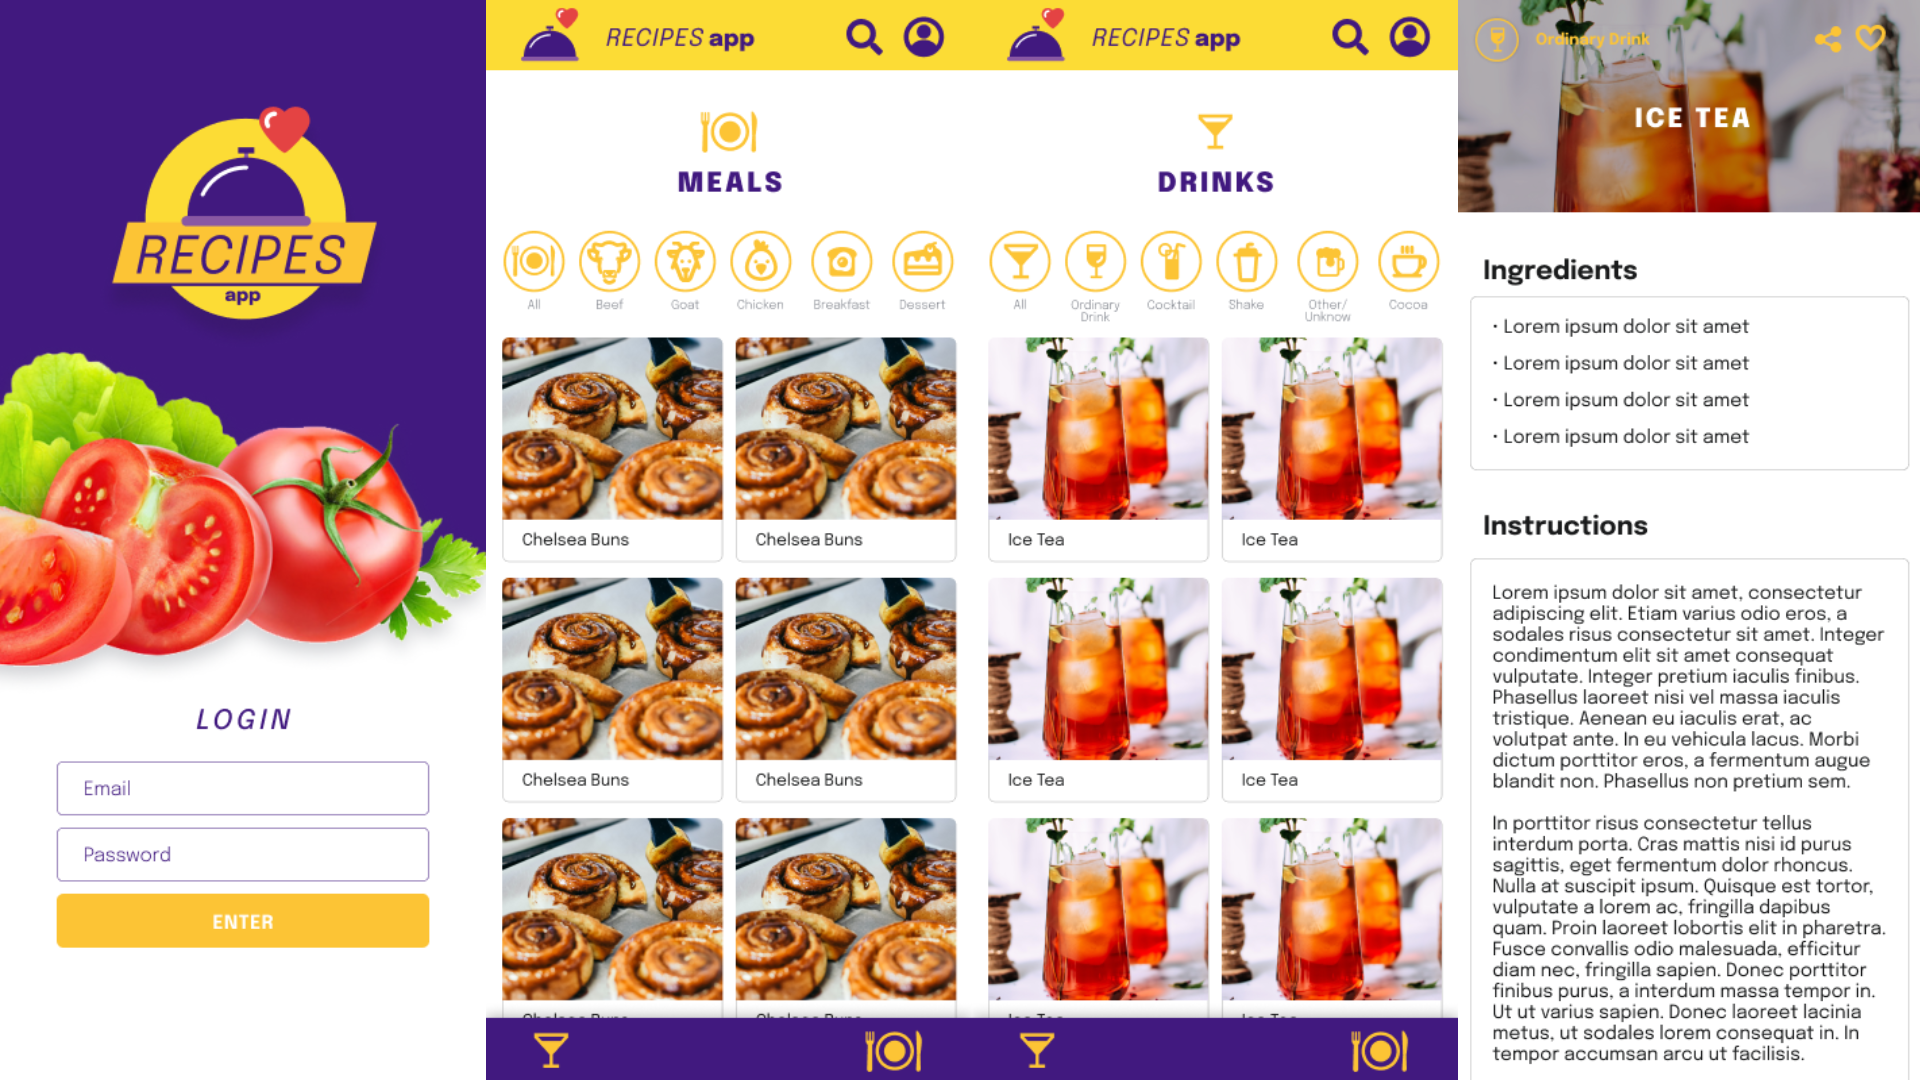 RECIPES
app
LOGIN
Email
Password
ENTER
RECIPES app
MEALS
All
Beef
Goat
Chicken
Breakfast
Dessert
Chelsea Buns
Chelsea Buns
Chelsea Buns
Chelsea Buns
Chelsea Buns
Chelsea Buns
RECIPES app
DRINKS
All
Ordinary
Drink
Cocktail
Shake
Other/
Unknow
Cocoa
Ice Tea
Ice Tea
Ice Tea
Ice Tea
Ice Tea
Ice Tea
Ordinary Drink
ICE TEA
Ingredients
· Lorem ipsum dolor sit amet
· Lorem ipsum dolor sit amet
· Lorem ipsum dolor sit amet
· Lorem ipsum dolor sit amet
Instructions
Lorem ipsum dolor sit amet, consectetur
adipiscing elit. Etiam varius odio eros, a
sodales risus consectetur sit amet. Integer
condimentum elit sit amet consequat
vulputate. Integer pretium iaculis finibus.
Phasellus laoreet nisi vel massa iaculis
tristique. Aenean eu iaculis erat, ac
volutpat ante. In eu vehicula lacus. Morbi
dictum porttitor eros, a fermentum augue
blandit non. Phasellus non pretium sem.
In porttitor risus consectetur tellus
interdum porta. Cras mattis nisi id purus
sagittis, eget fermentum dolor rhoncus.
Nulla at suscipit ipsum. Quisque est tortor,
vulputate a lorem ac, fringilla dapibus
quam. Proin laoreet lobortis elit in pharetra.
Fusce convallis odio malesuada, efficitur
diam nec, fringilla sapien. Donec porttitor
finibus purus, a interdum massa tempor in.
Ut ut varius sapien. Donec laoreet lacinia
metus, ut sodales lorem consequat in. In
tempor accumsan arcu ut facilisis.